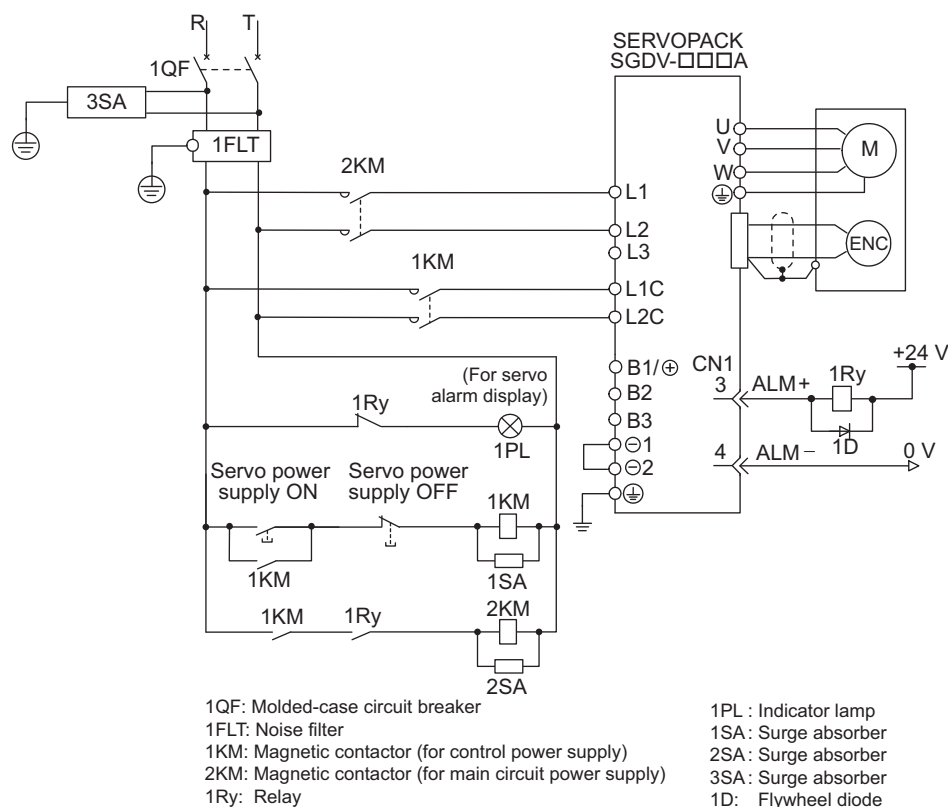 R T
1QF
3SA
1FLT
2KM
1KM
SERVOPACK
SGDV-□□□A
L1
L2
L3
L1C
L2C
B1/⊕
B2
B3
⊖1
⊖2
U
V
W
M
ENC
CN1
3 ALM+
1Ry
+24 V
1D
4 ALM−
0 V
(For servo
alarm display)
1Ry
1PL
Servo power
supply ON
Servo power
supply OFF
1KM
1KM
1SA
1KM
1Ry
2KM
2SA
1QF: Molded-case circuit breaker
1FLT: Noise filter
1KM: Magnetic contactor (for control power supply)
2KM: Magnetic contactor (for main circuit power supply)
1Ry: Relay
1PL : Indicator lamp
1SA : Surge absorber
2SA : Surge absorber
3SA : Surge absorber
1D: Flywheel diode